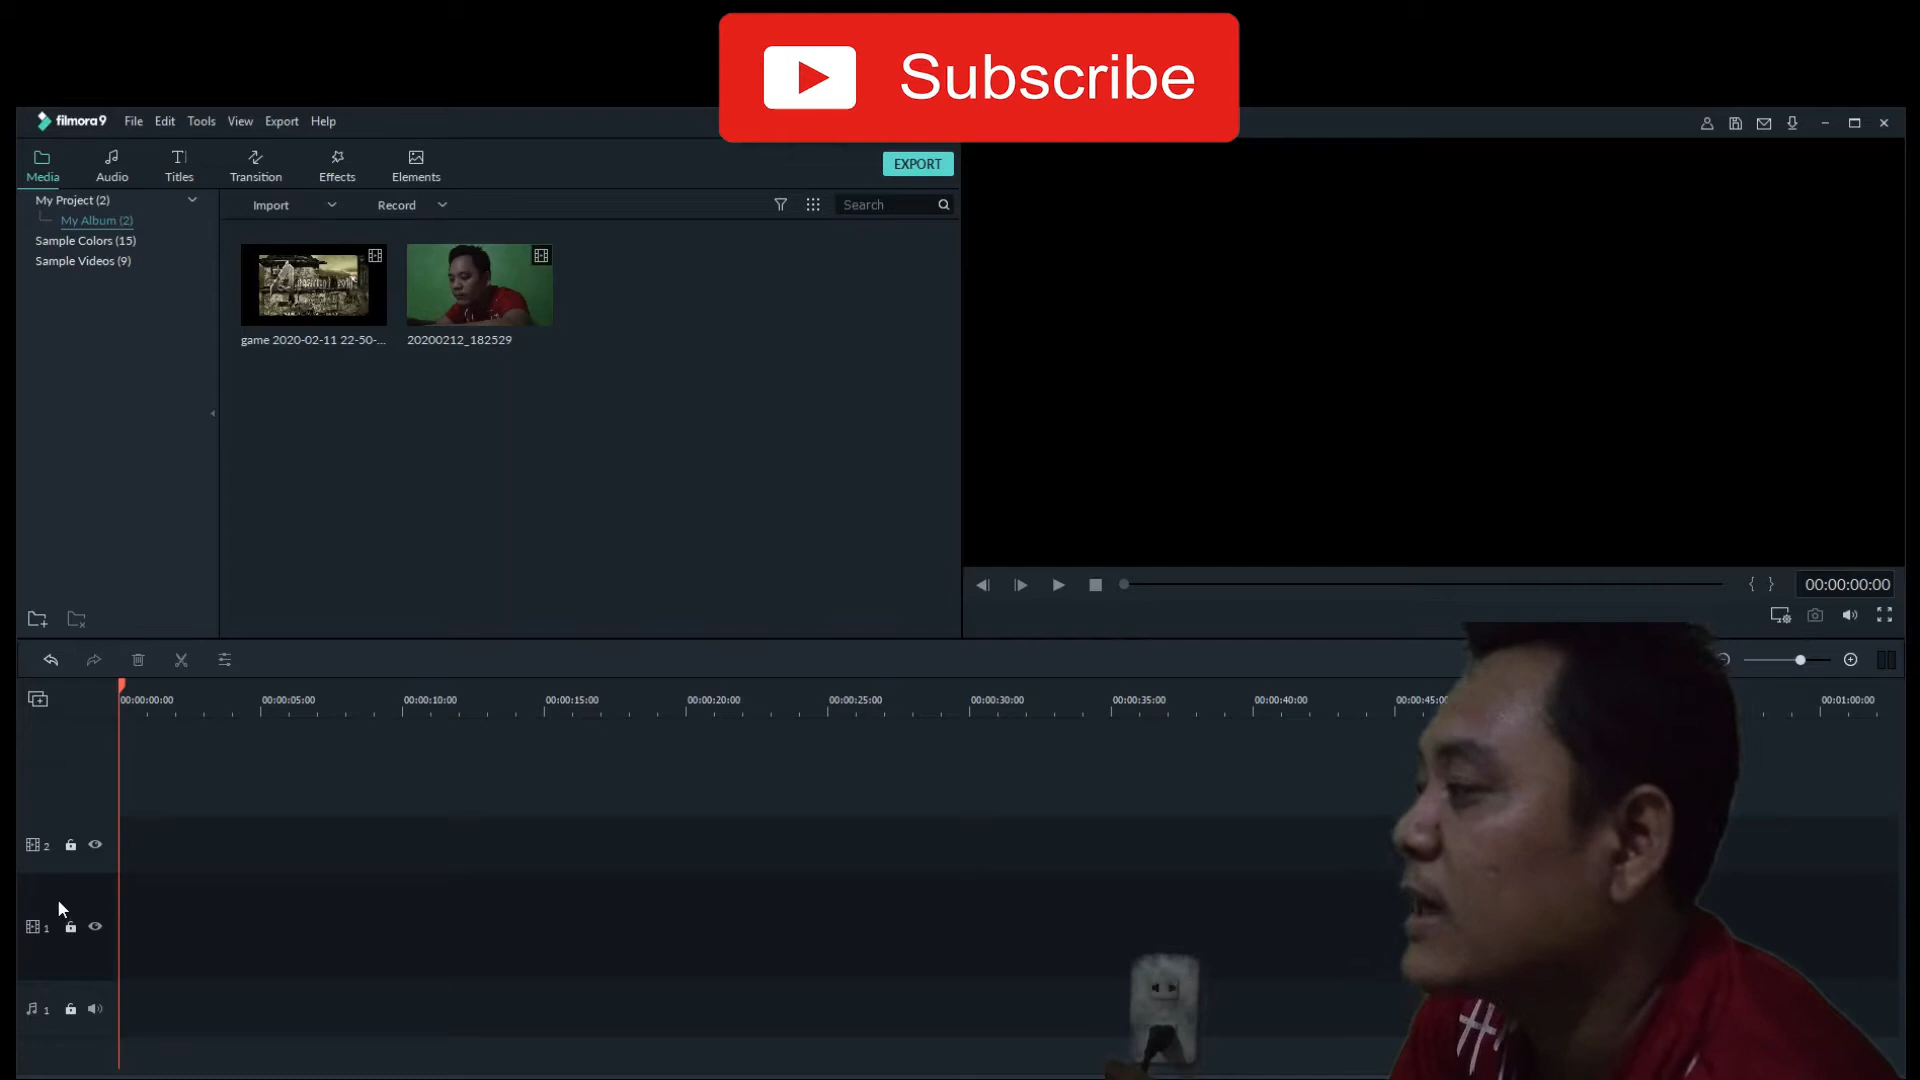 Subscribe
filmora9 File Edit Tools View Export Help
Media Audio Titles Transition Effects Elements EXPORT
My Project (2) Import Record Search
My Album (2)
Sample Colors (15)
Sample Videos (9)
game 2020-02-11 22-50-... 20200212_182529
{ } 00:00:00:00
00:00:00:00 00:00:05:00 00:00:10:00 00:00:15:00 00:00:20:00 00:00:25:00 00:00:30:00 00:00:35:00 00:00:40:00 00:00:45:00 00:01:00:00
2
1
1